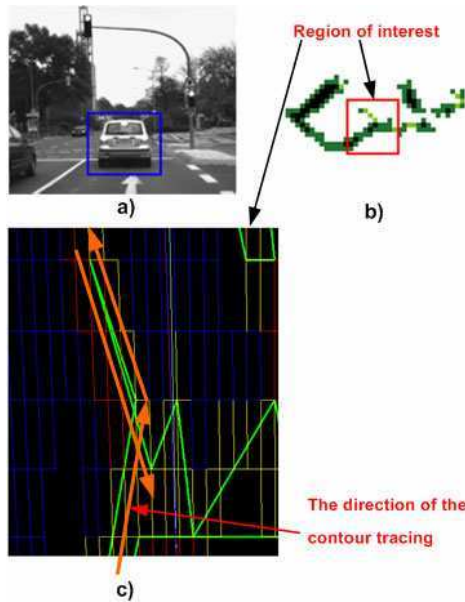 Region of interest
a)
b)
The direction of the
contour tracing
c)